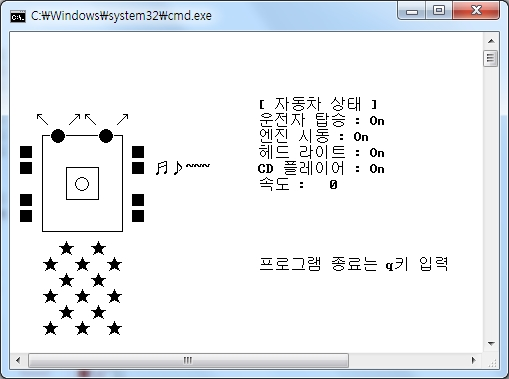 C:₩Windows₩system32₩cmd.exe
[ 자동차 상태 ]
운전자 탑승 : On
엔진 시동 : On
헤드 라이트 : On
CD 플레이어 : On
속도 : 0
♬♪~~~
프로그램 종료는 q키 입력